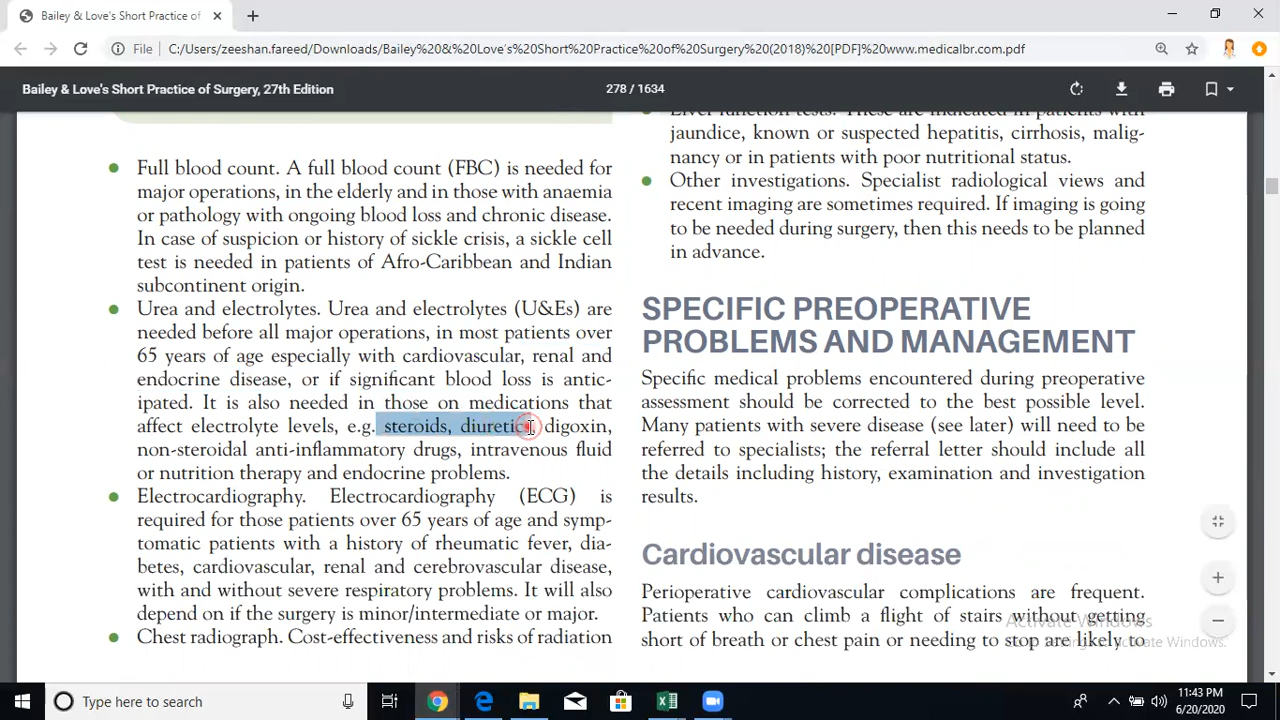 Bailey & Love's Short Practice of
File
C:/Users/zeeshan.fareed/Downloads/Bailey%20&%20Love´s%20Short%20Practice%20of%20Surgery%20(2018)%20[PDF]%20www.medicalbr.com.pdf
Bailey & Love's Short Practice of Surgery, 27th Edition
278 / 1634
Full blood count. A full blood count (FBC) is needed for
major operations, in the elderly and in those with anaemia
or pathology with ongoing blood loss and chronic disease.
In case of suspicion or history of sickle crisis, a sickle cell
test is needed in patients of Afro-Caribbean and Indian
subcontinent origin.
Urea and electrolytes. Urea and electrolytes (U&Es) are
needed before all major operations, in most patients over
65 years of age especially with cardiovascular, renal and
endocrine disease, or if significant blood loss is antic-
ipated. It is also needed in those on medications that
affect electrolyte levels, e.g. steroids, diuretics digoxin,
non-steroidal anti-inflammatory drugs, intravenous fluid
or nutrition therapy and endocrine problems.
Electrocardiography. Electrocardiography (ECG) is
required for those patients over 65 years of age and symp-
tomatic patients with a history of rheumatic fever, dia-
betes, cardiovascular, renal and cerebrovascular disease,
with and without severe respiratory problems. It will also
depend on if the surgery is minor/intermediate or major.
Chest radiograph. Cost-effectiveness and risks of radiation
Liver function tests. These are indicated in patients with
jaundice, known or suspected hepatitis, cirrhosis, malig-
nancy or in patients with poor nutritional status.
Other investigations. Specialist radiological views and
recent imaging are sometimes required. If imaging is going
to be needed during surgery, then this needs to be planned
in advance.
SPECIFIC PREOPERATIVE
PROBLEMS AND MANAGEMENT
Specific medical problems encountered during preoperative
assessment should be corrected to the best possible level.
Many patients with severe disease (see later) will need to be
referred to specialists; the referral letter should include all
the details including history, examination and investigation
results.
Cardiovascular disease
Perioperative cardiovascular complications are frequent.
Patients who can climb a flight of stairs without getting
short of breath or chest pain or needing to stop are likely to
Activate Windows
Go to Settings to activate Windows.
Type here to search
11:43 PM
6/20/2020